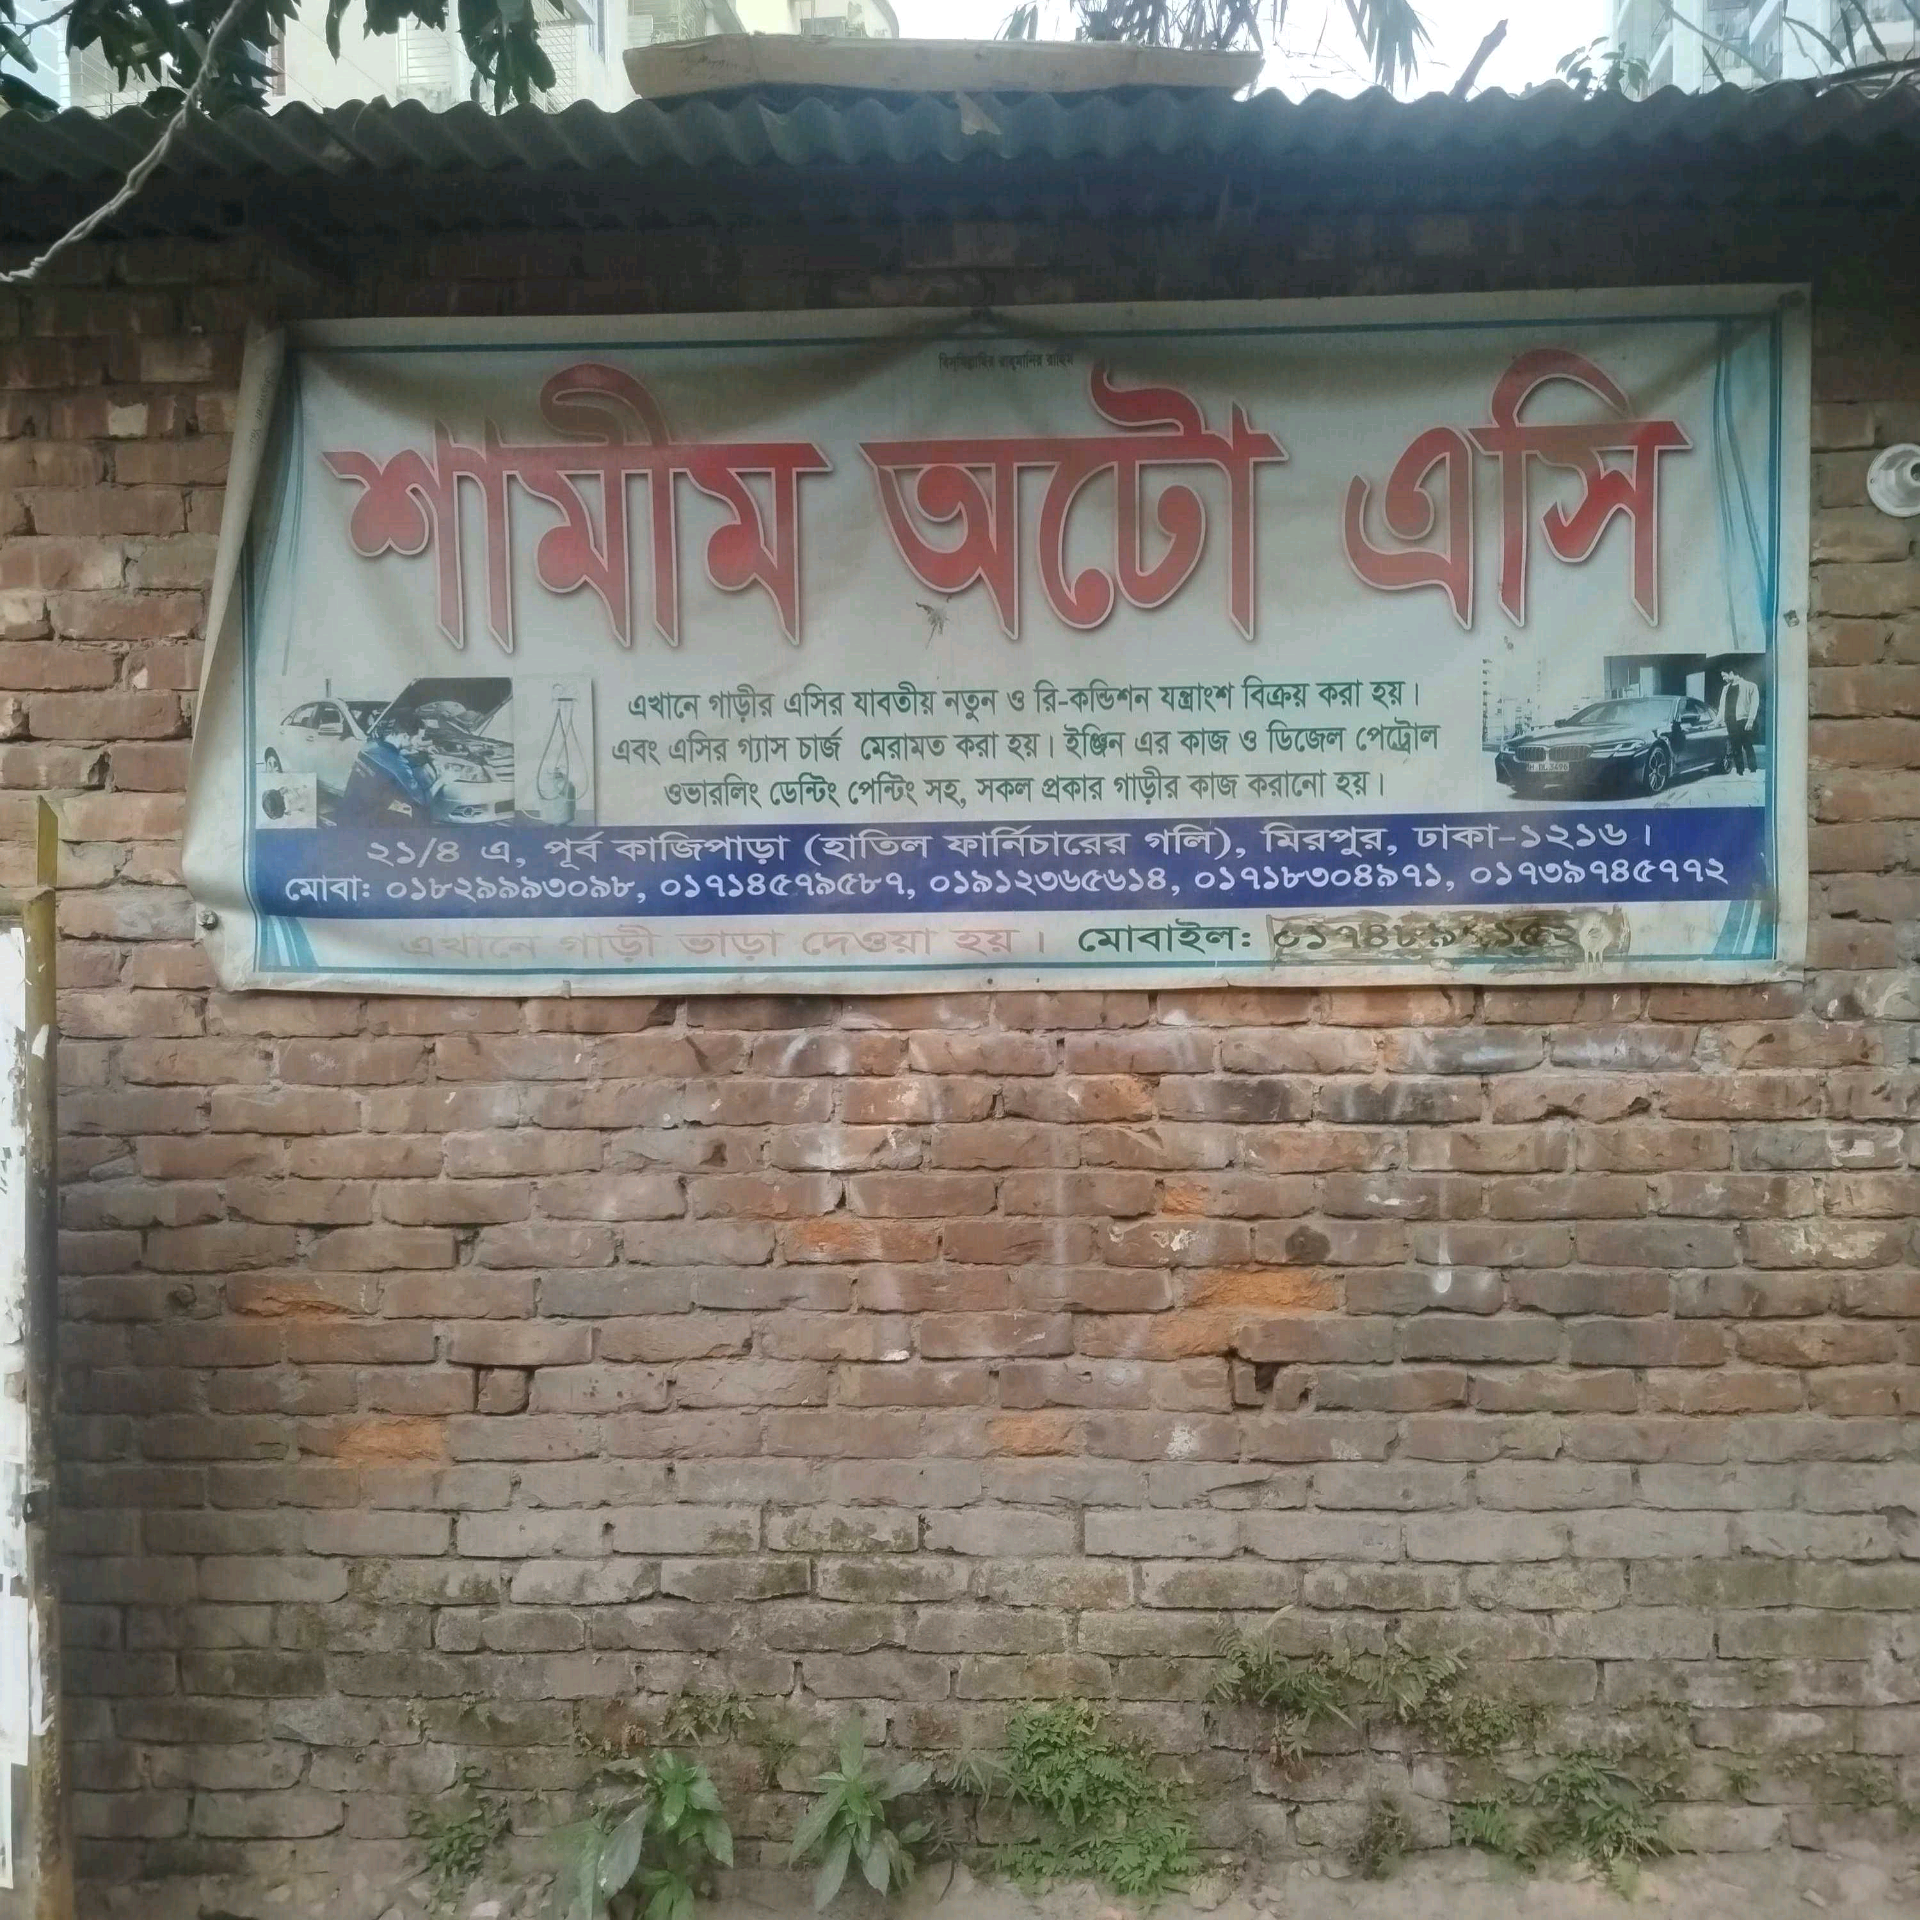 বিসমিল্লাহির রাহমানির রাহিম
শামীম অটো এসি
এখানে গাড়ীর এসির যাবতীয় নতুন ও রি-কন্ডিশন যন্ত্রাংশ বিক্রয় করা হয়।
এবং এসির গ্যাস চার্জ মেরামত করা হয়। ইঞ্জিন এর কাজ ও ডিজেল পেট্রোল
ওভারলিং ডেন্টিং পেন্টিং সহ, সকল প্রকার গাড়ীর কাজ করানো হয়।
২১/৪ এ, পূর্ব কাজিপাড়া (হাতিল ফার্নিচারের গলি), মিরপুর, ঢাকা-১২১৬।
মোবা: ০১৮২৯৯৯৩০৯৮, ০১৭১৪৫৭৯৫৮৭, ০১৯১২৩৬৫৬১৪, ০১৭১৮৩০৪৯৭১, ০১৭৩৯৭৪৫৭৭২
এখানে গাড়ী ভাড়া দেওয়া হয়। মোবাইল: